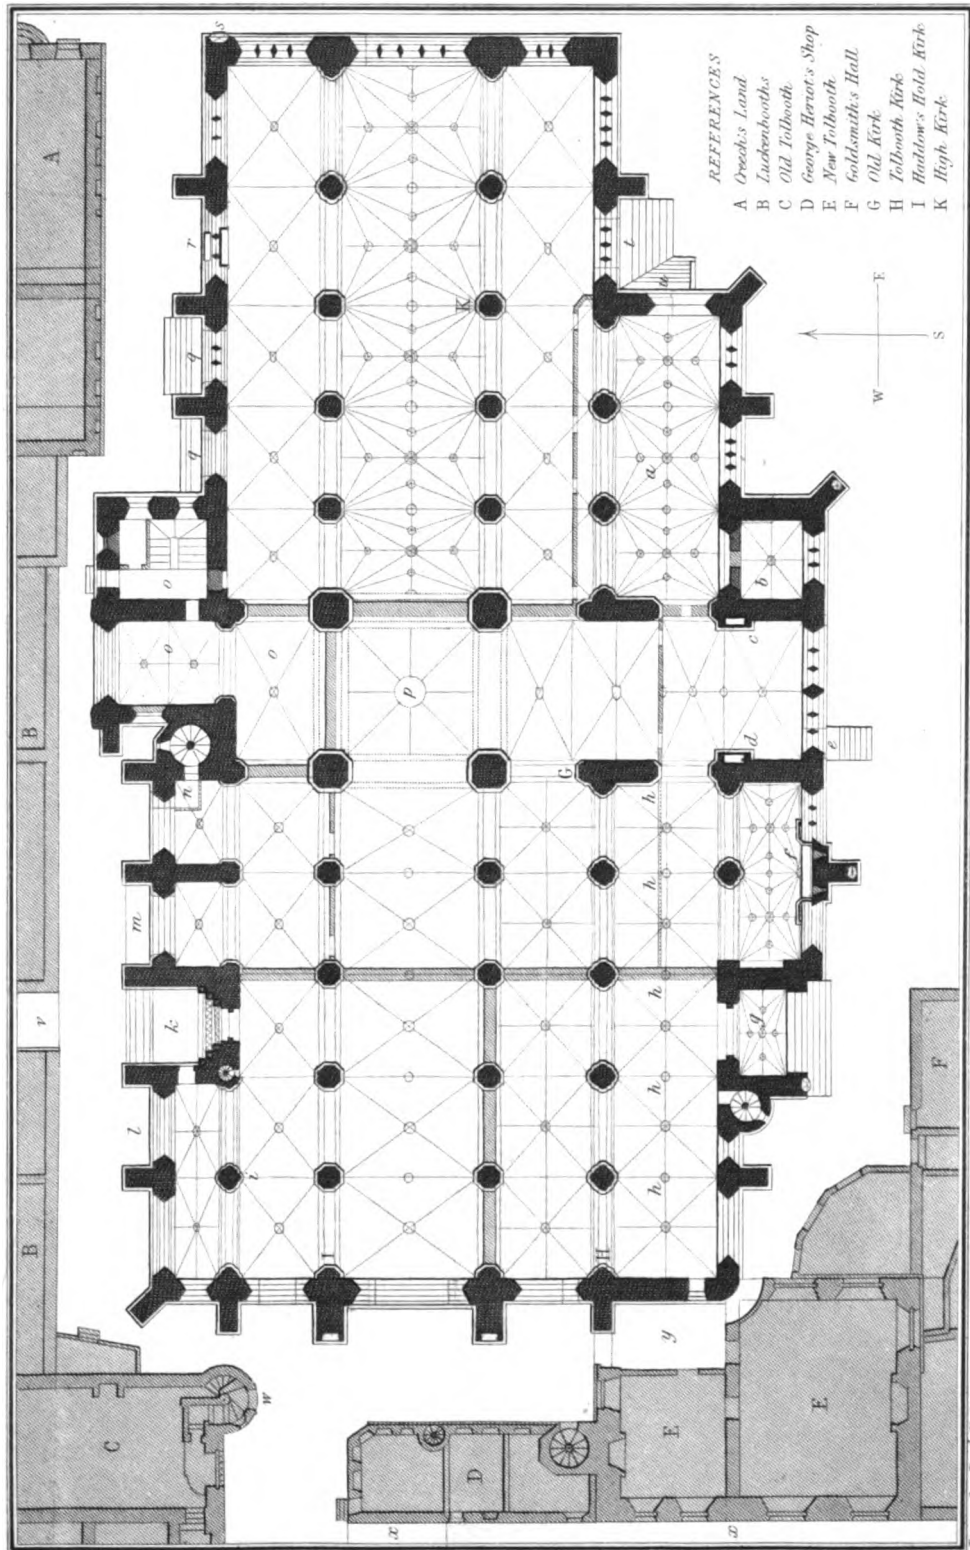 REFERENCES
A Creech's Land
B Luckenbooths
C Old Tolbooth
D George Heriot's Shop
E New Tolbooth
F Goldsmith's Hall
G Old Kirk
H Tolbooth Kirk
I Haddow's Hold Kirk
K High Kirk
W E
S
A
s
r
t
u
K
q
q
a
B
o
b
o
o
c
p
n
G
d
e
h
m
h
f
v
k
h
g
l
h
F
B
i
h
I
H
y
w
C
E
E
D
x
x